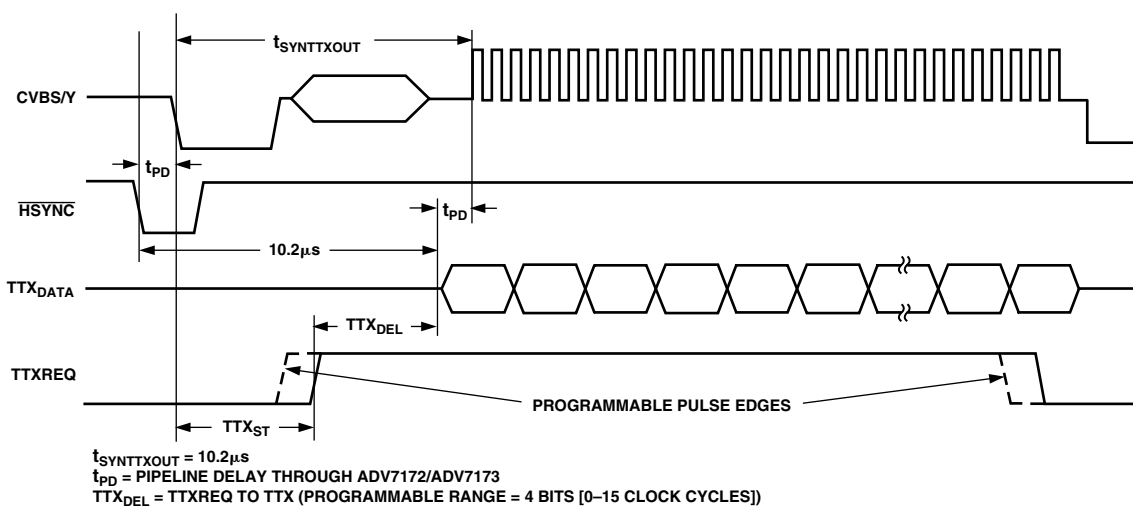 tSYNTTXOUT
CVBS/Y
tPD
HSYNC
tPD
10.2μs
TTXDATA
TTXDEL
TTXREQ
PROGRAMMABLE PULSE EDGES
TTXST
tSYNTTXOUT = 10.2μs
tPD = PIPELINE DELAY THROUGH ADV7172/ADV7173
TTXDEL = TTXREQ TO TTX (PROGRAMMABLE RANGE = 4 BITS [0–15 CLOCK CYCLES])